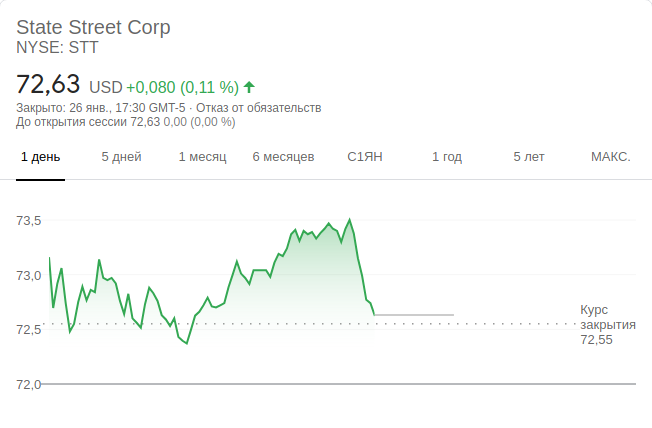 State Street Corp
NYSE: STT
72,63 USD +0,080 (0,11 %)
Закрыто: 26 янв., 17:30 GMT-5 · Отказ от обязательств
До открытия сессии 72,63 0,00 (0,00 %)
1 день 5 дней 1 месяц 6 месяцев С1ЯН 1 год 5 лет МАКС.
73,5
73,0
72,5
72,0
Курс
закрытия
72,55